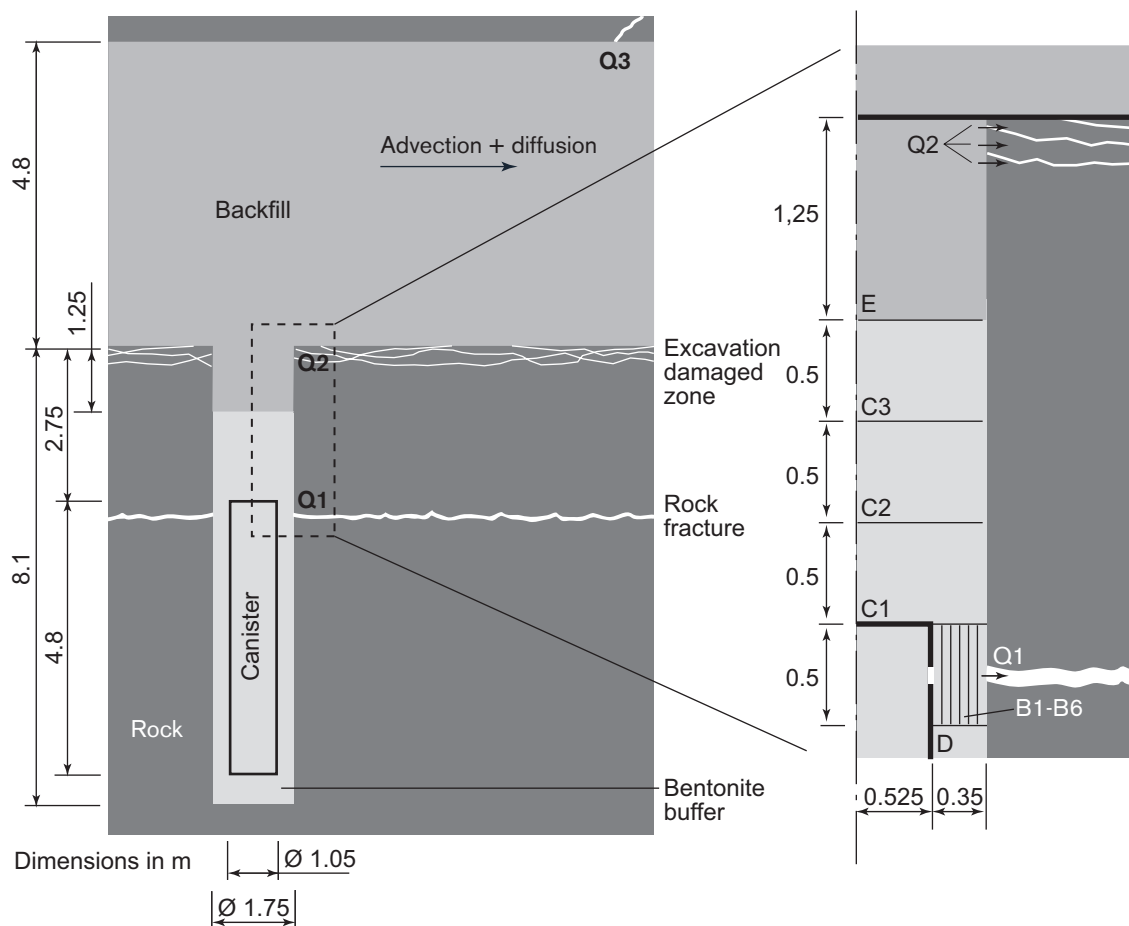 Q3
Advection + diffusion
4.8
Backfill
1.25
Q2
Excavation
damaged
zone
2.75
Q1
Rock
fracture
8.1
4.8
Canister
Rock
Bentonite
buffer
Dimensions in m
Ø 1.05
Ø 1.75
Q2
1,25
E
0.5
C3
0.5
C2
0.5
C1
0.5
Q1
B1-B6
D
0.525
0.35